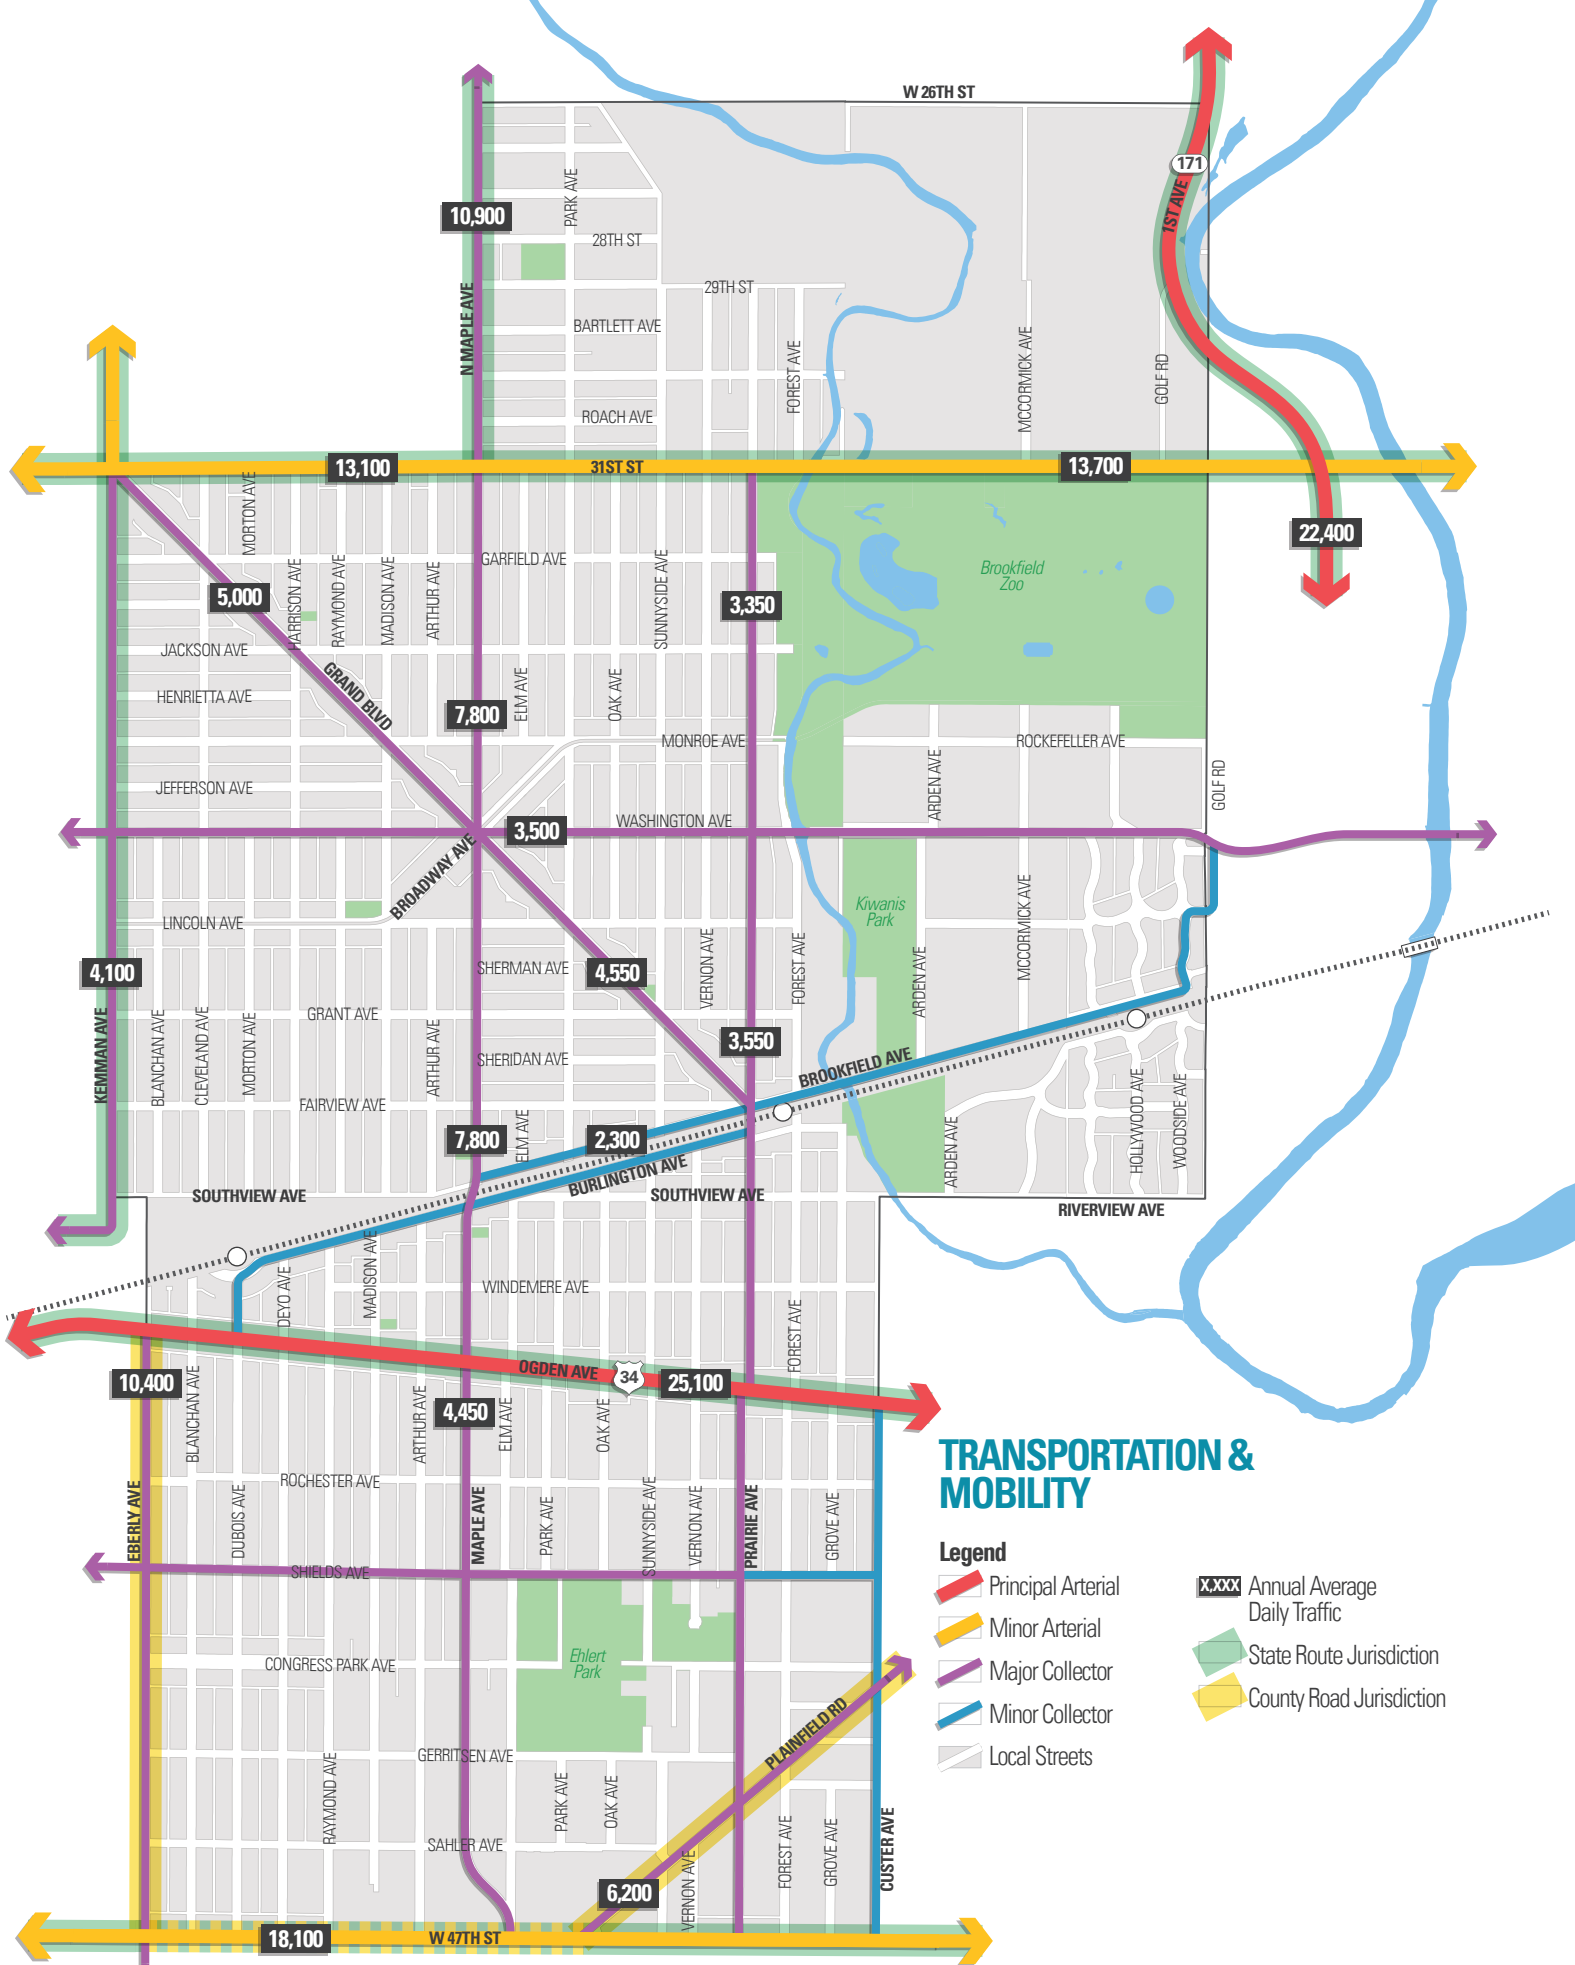 W 26TH ST
171
1ST AVE
PARK AVE
10,900
28TH ST
29TH ST
N MAPLE AVE
BARTLETT AVE
FOREST AVE
MCCORMICK AVE
GOLF RD
ROACH AVE
13,100
31ST ST
13,700
MORTON AVE
22,400
GARFIELD AVE
HARRISON AVE
RAYMOND AVE
MADISON AVE
ARTHUR AVE
SUNNYSIDE AVE
Brookfield
Zoo
5,000
3,350
JACKSON AVE
HENRIETTA AVE
GRAND BLVD
7,800
ELM AVE
OAK AVE
MONROE AVE
ROCKEFELLER AVE
JEFFERSON AVE
ARDEN AVE
GOLF RD
3,500
WASHINGTON AVE
BROADWAY AVE
LINCOLN AVE
Kiwanis
Park
MCCORMICK AVE
4,100
SHERMAN AVE
4,550
VERNON AVE
FOREST AVE
ARDEN AVE
KEMMAN AVE
BLANCHAN AVE
CLEVELAND AVE
MORTON AVE
GRANT AVE
ARTHUR AVE
3,550
SHERIDAN AVE
BROOKFIELD AVE
FAIRVIEW AVE
HOLLYWOOD AVE
WOODSIDE AVE
7,800
ELM AVE
2,300
ARDEN AVE
BURLINGTON AVE
SOUTHVIEW AVE
SOUTHVIEW AVE
RIVERVIEW AVE
DEYO AVE
MADISON AVE
WINDEMERE AVE
FOREST AVE
OGDEN AVE
34
25,100
10,400
BLANCHAN AVE
ARTHUR AVE
4,450
ELM AVE
OAK AVE
TRANSPORTATION &
MOBILITY
ROCHESTER AVE
EBERLY AVE
DUBOIS AVE
MAPLE AVE
PARK AVE
SUNNYSIDE AVE
VERNON AVE
PRAIRIE AVE
GROVE AVE
SHIELDS AVE
Legend
Principal Arterial
Minor Arterial
Major Collector
Minor Collector
Local Streets
X,XXX Annual Average
Daily Traffic
State Route Jurisdiction
County Road Jurisdiction
Ehlert
Park
CONGRESS PARK AVE
PLAINFIELD RD
GERRITSEN AVE
RAYMOND AVE
PARK AVE
OAK AVE
SAHLER AVE
FOREST AVE
GROVE AVE
CUSTER AVE
6,200
VERNON AVE
18,100
W 47TH ST